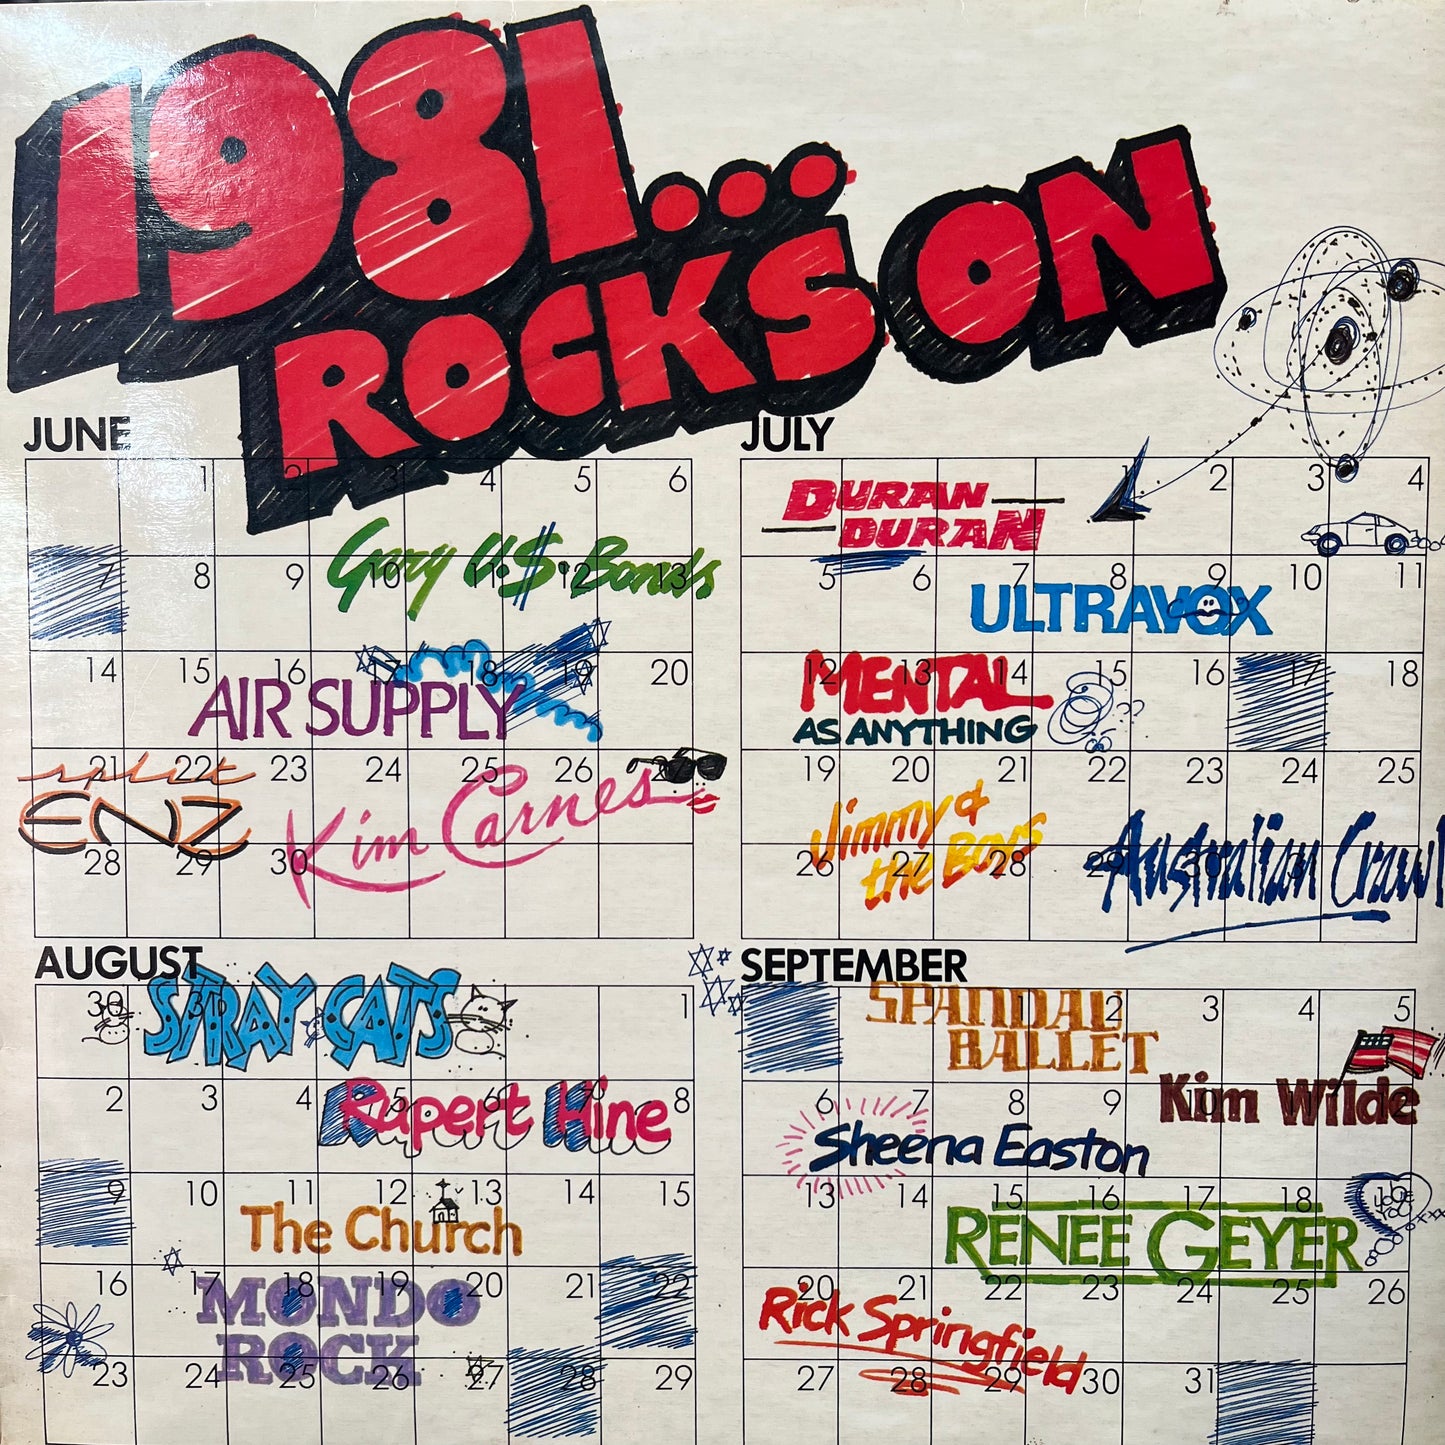 1981...
ROCKS ON
JUNE
1 2 3 4 5 6
Gary U.$. Bonds
7 8 9 10 11 12 13
14 15 16 17 18 19 20
AIR SUPPLY
21 22 23 24 25 26 27
split
ENZ
Kim Carnes
28 29 30
JULY
1 2 3 4
DURAN
DURAN
5 6 7 8 9 10 11
ULTRAVOX
12 13 14 15 16 17 18
MENTAL
AS ANYTHING
??
19 20 21 22 23 24 25
Jimmy &
the Boys
Australian Crawl
26 27 28 29 30 31
AUGUST
30 31 1
STRAY CATS
2 3 4 5 6 7 8
Rupert Hine
9 10 11 12 13 14 15
The Church
16 17 18 19 20 21 22
MONDO
ROCK
23 24 25 26 27 28 29
SEPTEMBER
1 2 3 4 5
SPANDAU
BALLET
Kim Wilde
6 7 8 9 10
Sheena Easton
13 14 15 16 17 18
RENEE GEYER
20 21 22 23 24 25 26
Rick Springfield
27 28 29 30 31